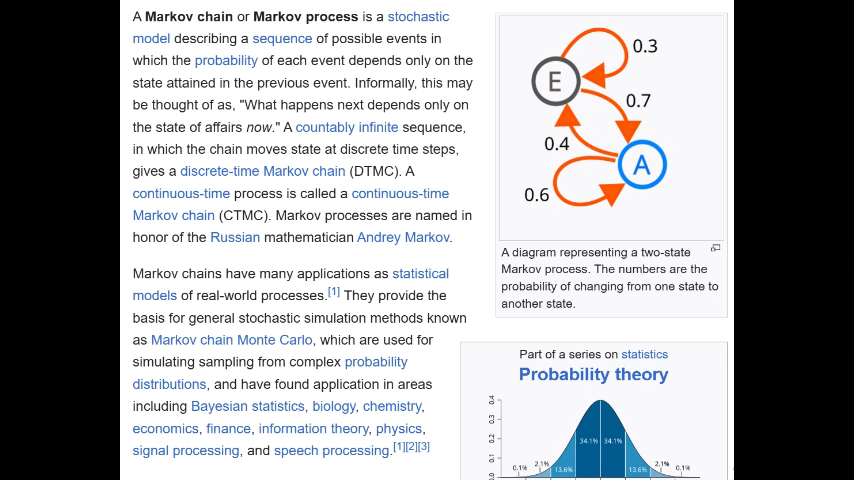 A Markov chain or Markov process is a stochastic
model describing a sequence of possible events in
which the probability of each event depends only on the
state attained in the previous event. Informally, this may
be thought of as, "What happens next depends only on
the state of affairs now." A countably infinite sequence,
in which the chain moves state at discrete time steps,
gives a discrete-time Markov chain (DTMC). A
continuous-time process is called a continuous-time
Markov chain (CTMC). Markov processes are named in
honor of the Russian mathematician Andrey Markov.
Markov chains have many applications as statistical
models of real-world processes.[1] They provide the
basis for general stochastic simulation methods known
as Markov chain Monte Carlo, which are used for
simulating sampling from complex probability
distributions, and have found application in areas
including Bayesian statistics, biology, chemistry,
economics, finance, information theory, physics,
signal processing, and speech processing.[1][2][3]
0.3
E
0.7
0.4
A
0.6
A diagram representing a two-state
Markov process. The numbers are the
probability of changing from one state to
another state.
Part of a series on statistics
Probability theory
0.4
0.3
0.2
0.1
0.0
34.1% 34.1%
0.1% 2.1% 13.6% 13.6% 2.1% 0.1%